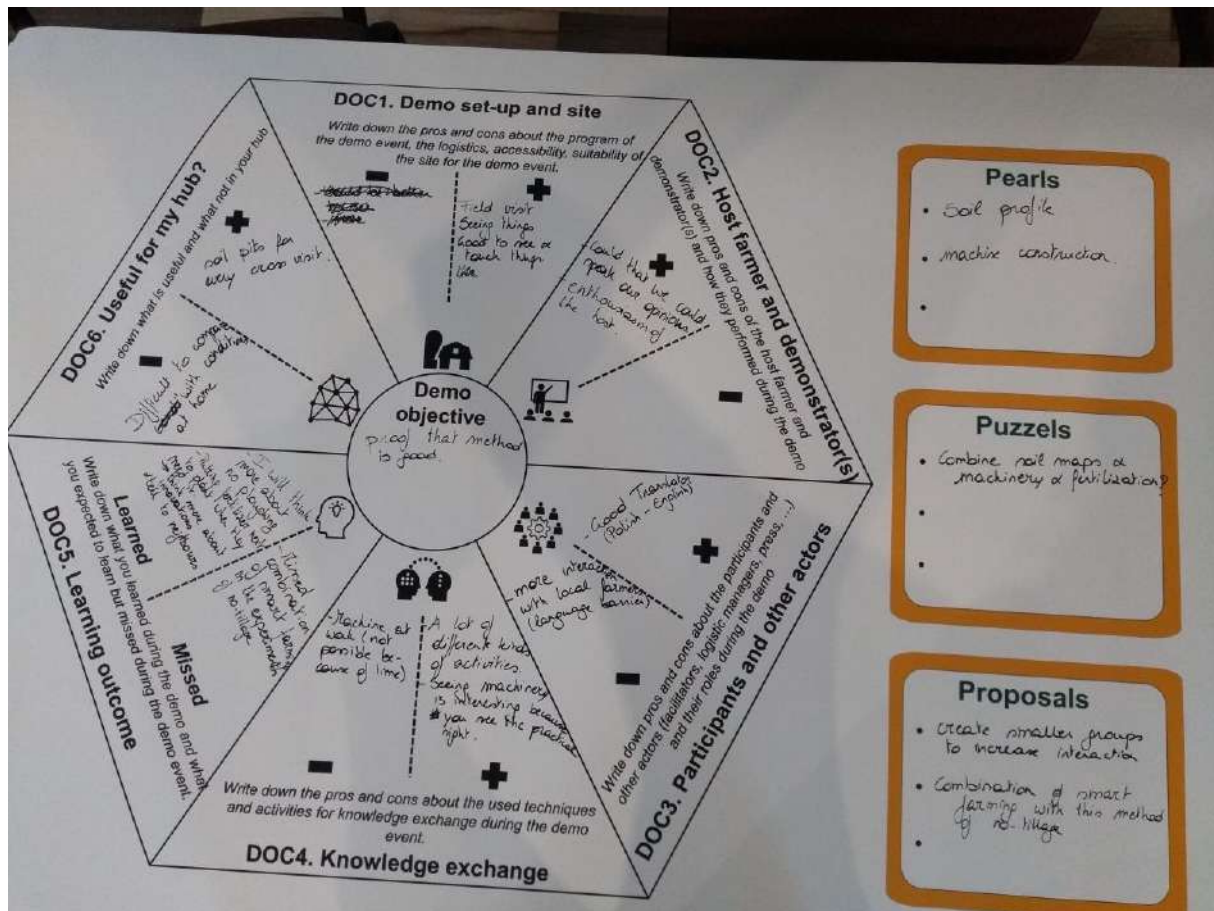 DOC1. Demo set-up and site
Write down the pros and cons about the program of
the demo event, the logistics, accessibility, suitability of
the site for the demo event.
Field visit
Seeing things
Good to see &
touch things
DOC2. Host farmer and demonstrator(s)
Write down pros and cons of the host farmer and
demonstrator(s) and how they performed during the demo
that we could
speak our opinions
enthousiasm of
the host.
DOC3. Participants and other actors
Write down pros and cons about the participants and
other actors (facilitators, logistic managers, press, ...)
and their roles during the demo
- Good Translator
(Polish - English)
- more interaction
with local farmers
(language barrier)
DOC4. Knowledge exchange
Write down the pros and cons about the used techniques
and activities for knowledge exchange during the demo
event.
- Machine at
work (not
possible be-
cause of time)
- A lot of
different kinds
of activities.
- Seeing machinery
is interesting because
you see the practical
right.
DOC5. Learning outcome
Write down what you learned during the demo and what
you expected to learn but missed during the demo event.
Learned
- I will think
more about
no ploughing
- Missed
combination
of smart farming
in the experiment
of no-tillage
Missed
DOC6. Useful for my hub?
Write down what is useful and what not in your hub
soil pits for
every cross visit.
Difficult to compare
with conditions
at home
Demo
objective
proof that method
is good.
Pearls
• Soil profile
• machine construction.
•
Puzzels
• Combine soil maps &
machinery & fertilization?
•
•
Proposals
• create smaller groups
to increase interaction
• Combination of smart
farming with this method
of no-tillage
•